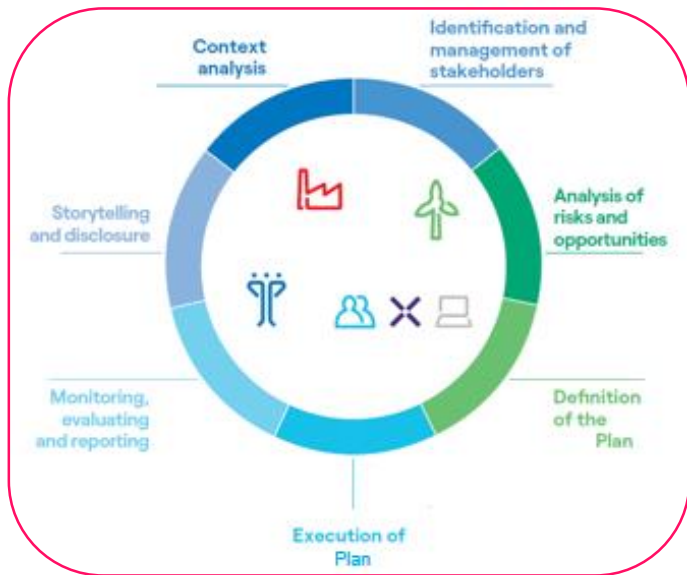 Context
analysis
Identification and
management of
stakeholders
Analysis of
risks and
opportunities
Definition
of the
Plan
Execution of
Plan
Monitoring,
evaluating
and reporting
Storytelling
and disclosure